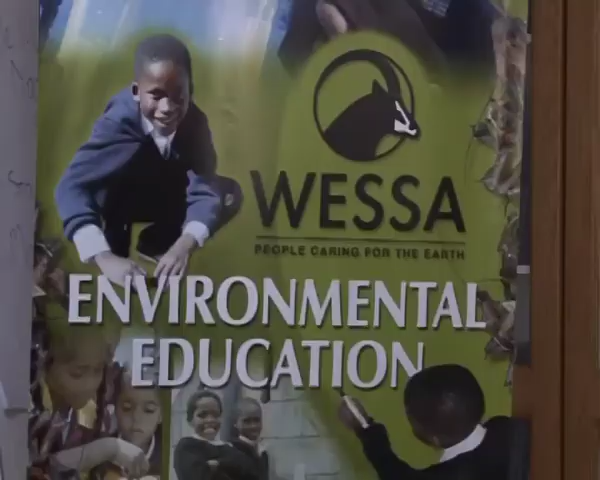 WESSA
PEOPLE CARING FOR THE EARTH
ENVIRONMENTAL
EDUCATION